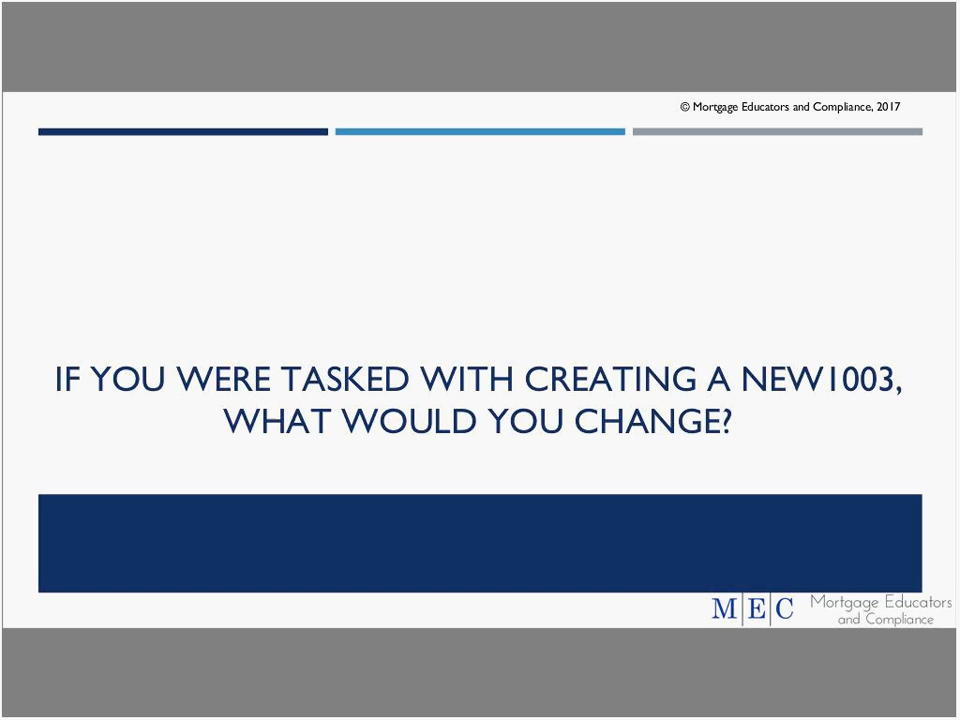 © Mortgage Educators and Compliance, 2017
IF YOU WERE TASKED WITH CREATING A NEW1003,
WHAT WOULD YOU CHANGE?
M E C Mortgage Educators
and Compliance